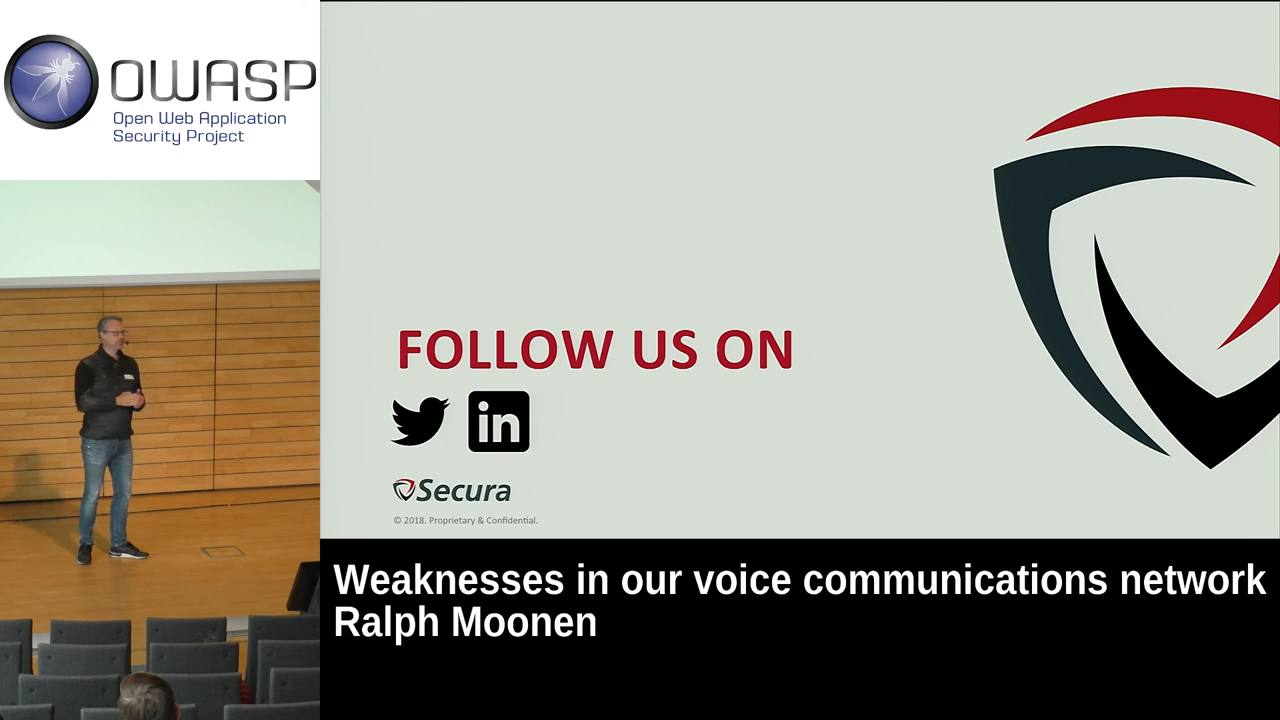 OWASP
Open Web Application
Security Project
FOLLOW US ON
in
Secura
© 2018. Proprietary & Confidential.
Weaknesses in our voice communications network
Ralph Moonen